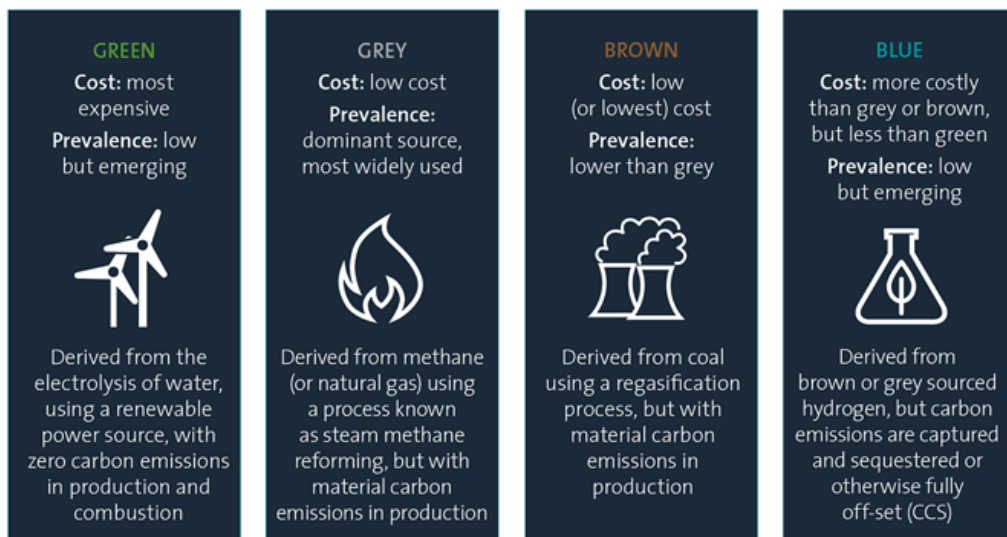 GREEN
Cost: most
expensive
Prevalence: low
but emerging
Derived from the
electrolysis of water,
using a renewable
power source, with
zero carbon emissions
in production and
combustion
GREY
Cost: low cost
Prevalence:
dominant source,
most widely used
Derived from methane
(or natural gas) using
a process known
as steam methane
reforming, but with
material carbon
emissions in production
BROWN
Cost: low
(or lowest) cost
Prevalence:
lower than grey
Derived from coal
using a regasification
process, but with
material carbon
emissions in
production
BLUE
Cost: more costly
than grey or brown,
but less than green
Prevalence: low
but emerging
Derived from
brown or grey sourced
hydrogen, but carbon
emissions are captured
and sequestered or
otherwise fully
off-set (CCS)